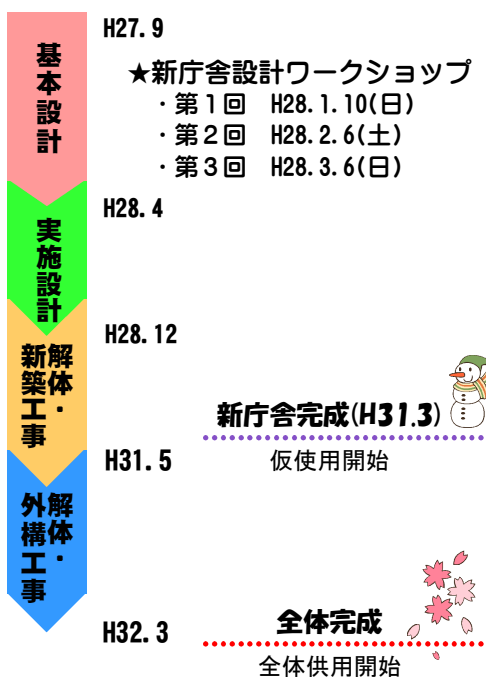 H27.9
基本設計
★新庁舎設計ワークショップ
・第1回 H28.1.10(日)
・第2回 H28.2.6(土)
・第3回 H28.3.6(日)
H28.4
実施設計
H28.12
解体・
新築工事
新庁舎完成(H31.3)
H31.5
仮使用開始
解体・
外構工事
全体完成
H32.3
全体供用開始